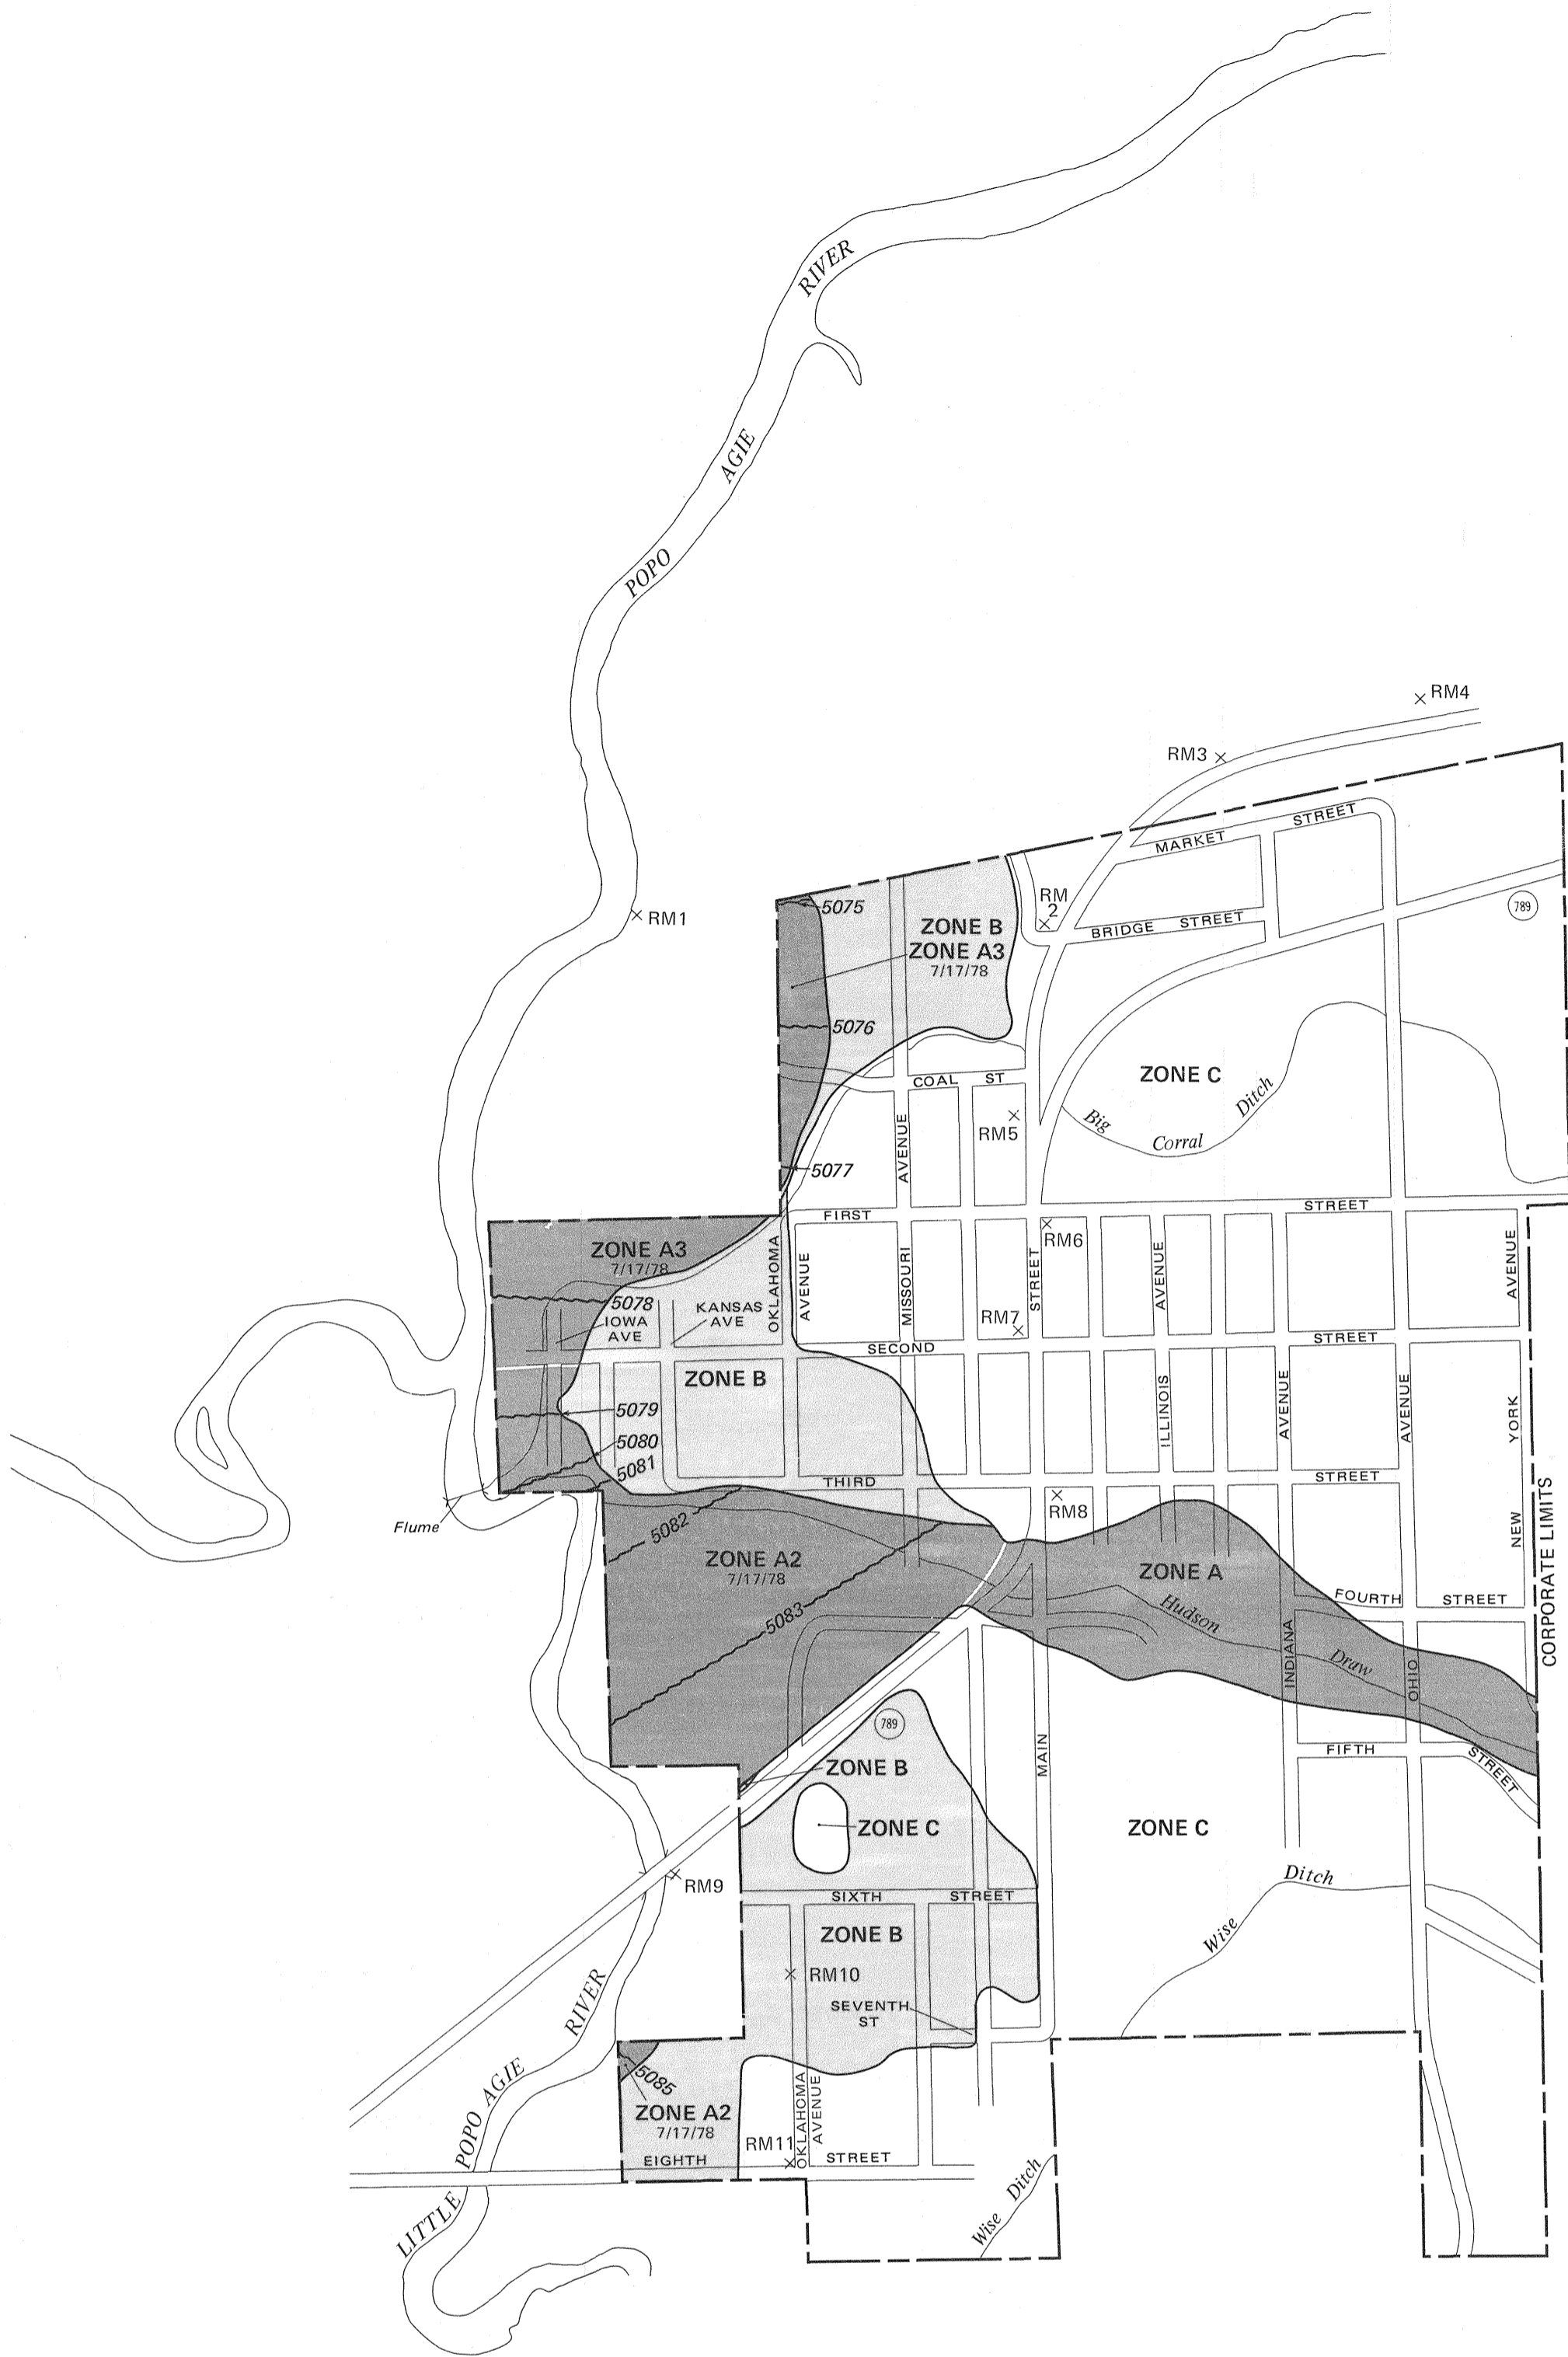 RIVER
AGIE
POPO
RM4
RM3
STREET
MARKET
RM
2
789
5075
RM1
BRIDGE STREET
ZONE B
ZONE A3
7/17/78
5076
ZONE C
COAL ST
Big
Corral
Ditch
RM5
AVENUE
5077
FIRST
STREET
RM6
ZONE A3
7/17/78
OKLAHOMA
AVENUE
MISSOURI
STREET
AVENUE
AVENUE
5078
IOWA
AVE
KANSAS
AVE
RM7
SECOND
STREET
ZONE B
5079
5080
5081
ILLINOIS
AVENUE
AVENUE
YORK
THIRD
STREET
RM8
Flume
5082
NEW
CORPORATE LIMITS
ZONE A2
7/17/78
ZONE A
5083
Hudson
Draw
FOURTH
STREET
INDIANA
OHIO
789
MAIN
FIFTH
STREET
ZONE B
ZONE C
ZONE C
RM9
SIXTH
STREET
Ditch
Wise
ZONE B
RM10
SEVENTH
ST
RIVER
5085
POPO AGIE
ZONE A2
7/17/78
OKLAHOMA
AVENUE
RM11
EIGHTH
STREET
LITTLE
Wise Ditch